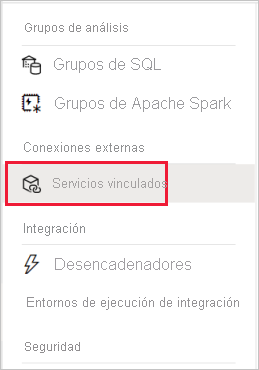 Grupos de análisis
Grupos de SQL
Grupos de Apache Spark
Conexiones externas
Servicios vinculados
Integración
Desencadenadores
Entornos de ejecución de integración
Seguridad